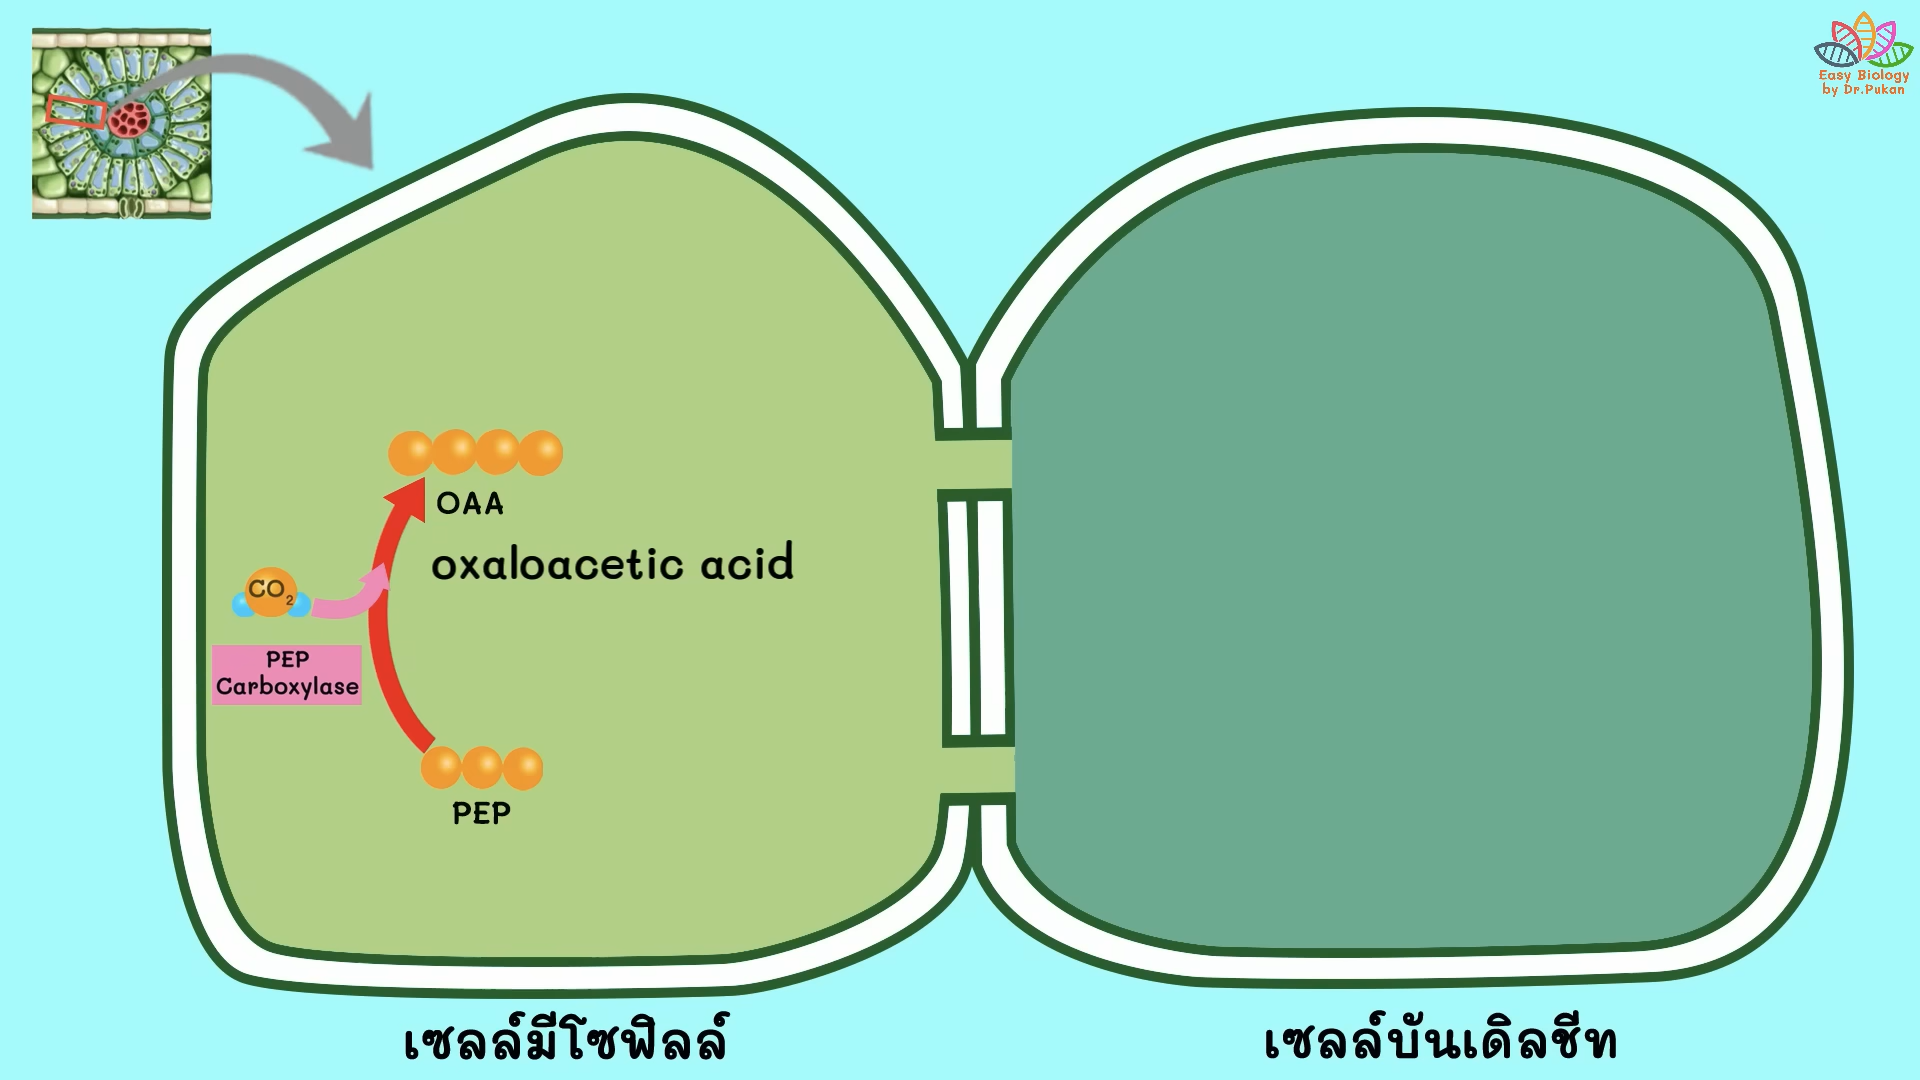 Easy Biology
by Dr.Pukan
OAA
oxaloacetic acid
CO₂
PEP
Carboxylase
PEP
เซลล์มีโซฟิลล์
เซลล์บันเดิลชีท